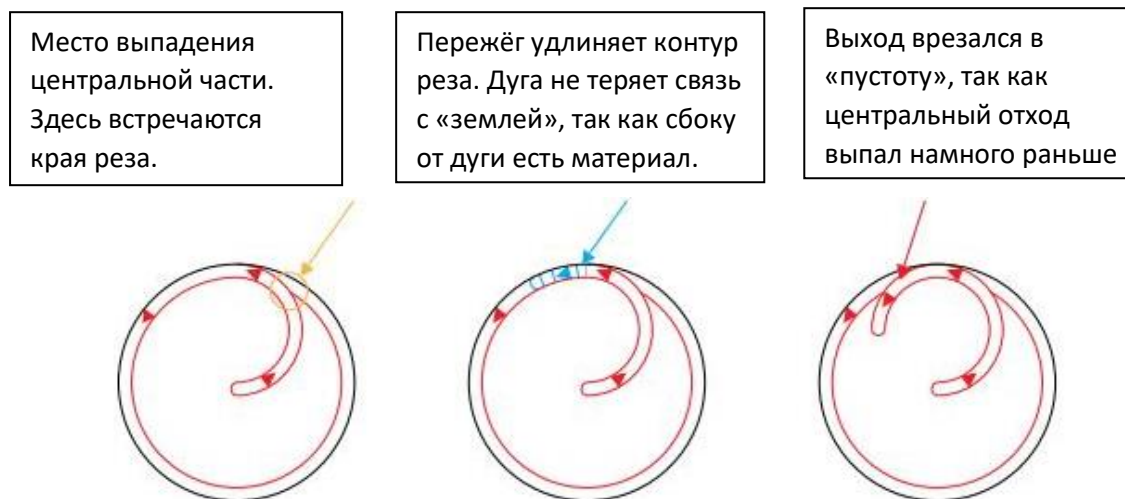 Место выпадения
центральной части.
Здесь встречаются
края реза.
Пережёг удлиняет контур
реза. Дуга не теряет связь
с «землей», так как сбоку
от дуги есть материал.
Выход врезался в
«пустоту», так как
центральный отход
выпал намного раньше